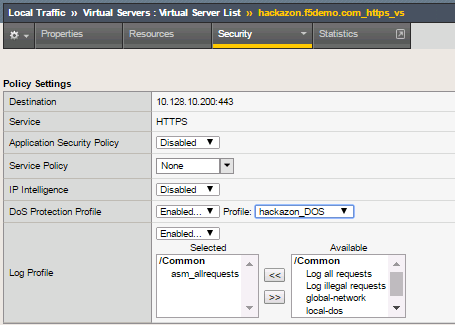 Local Traffic » Virtual Servers : Virtual Server List » hackazon.f5demo.com_https_vs
Properties Resources Security Statistics
Policy Settings
Destination 10.128.10.200:443
Service HTTPS
Application Security Policy Disabled
Service Policy None
IP Intelligence Disabled
DoS Protection Profile Enabled... Profile: hackazon_DOS
Log Profile Enabled...
Selected Available
/Common /Common
asm_allrequests Log all requests
<< Log illegal requests
>> global-network
local-dos